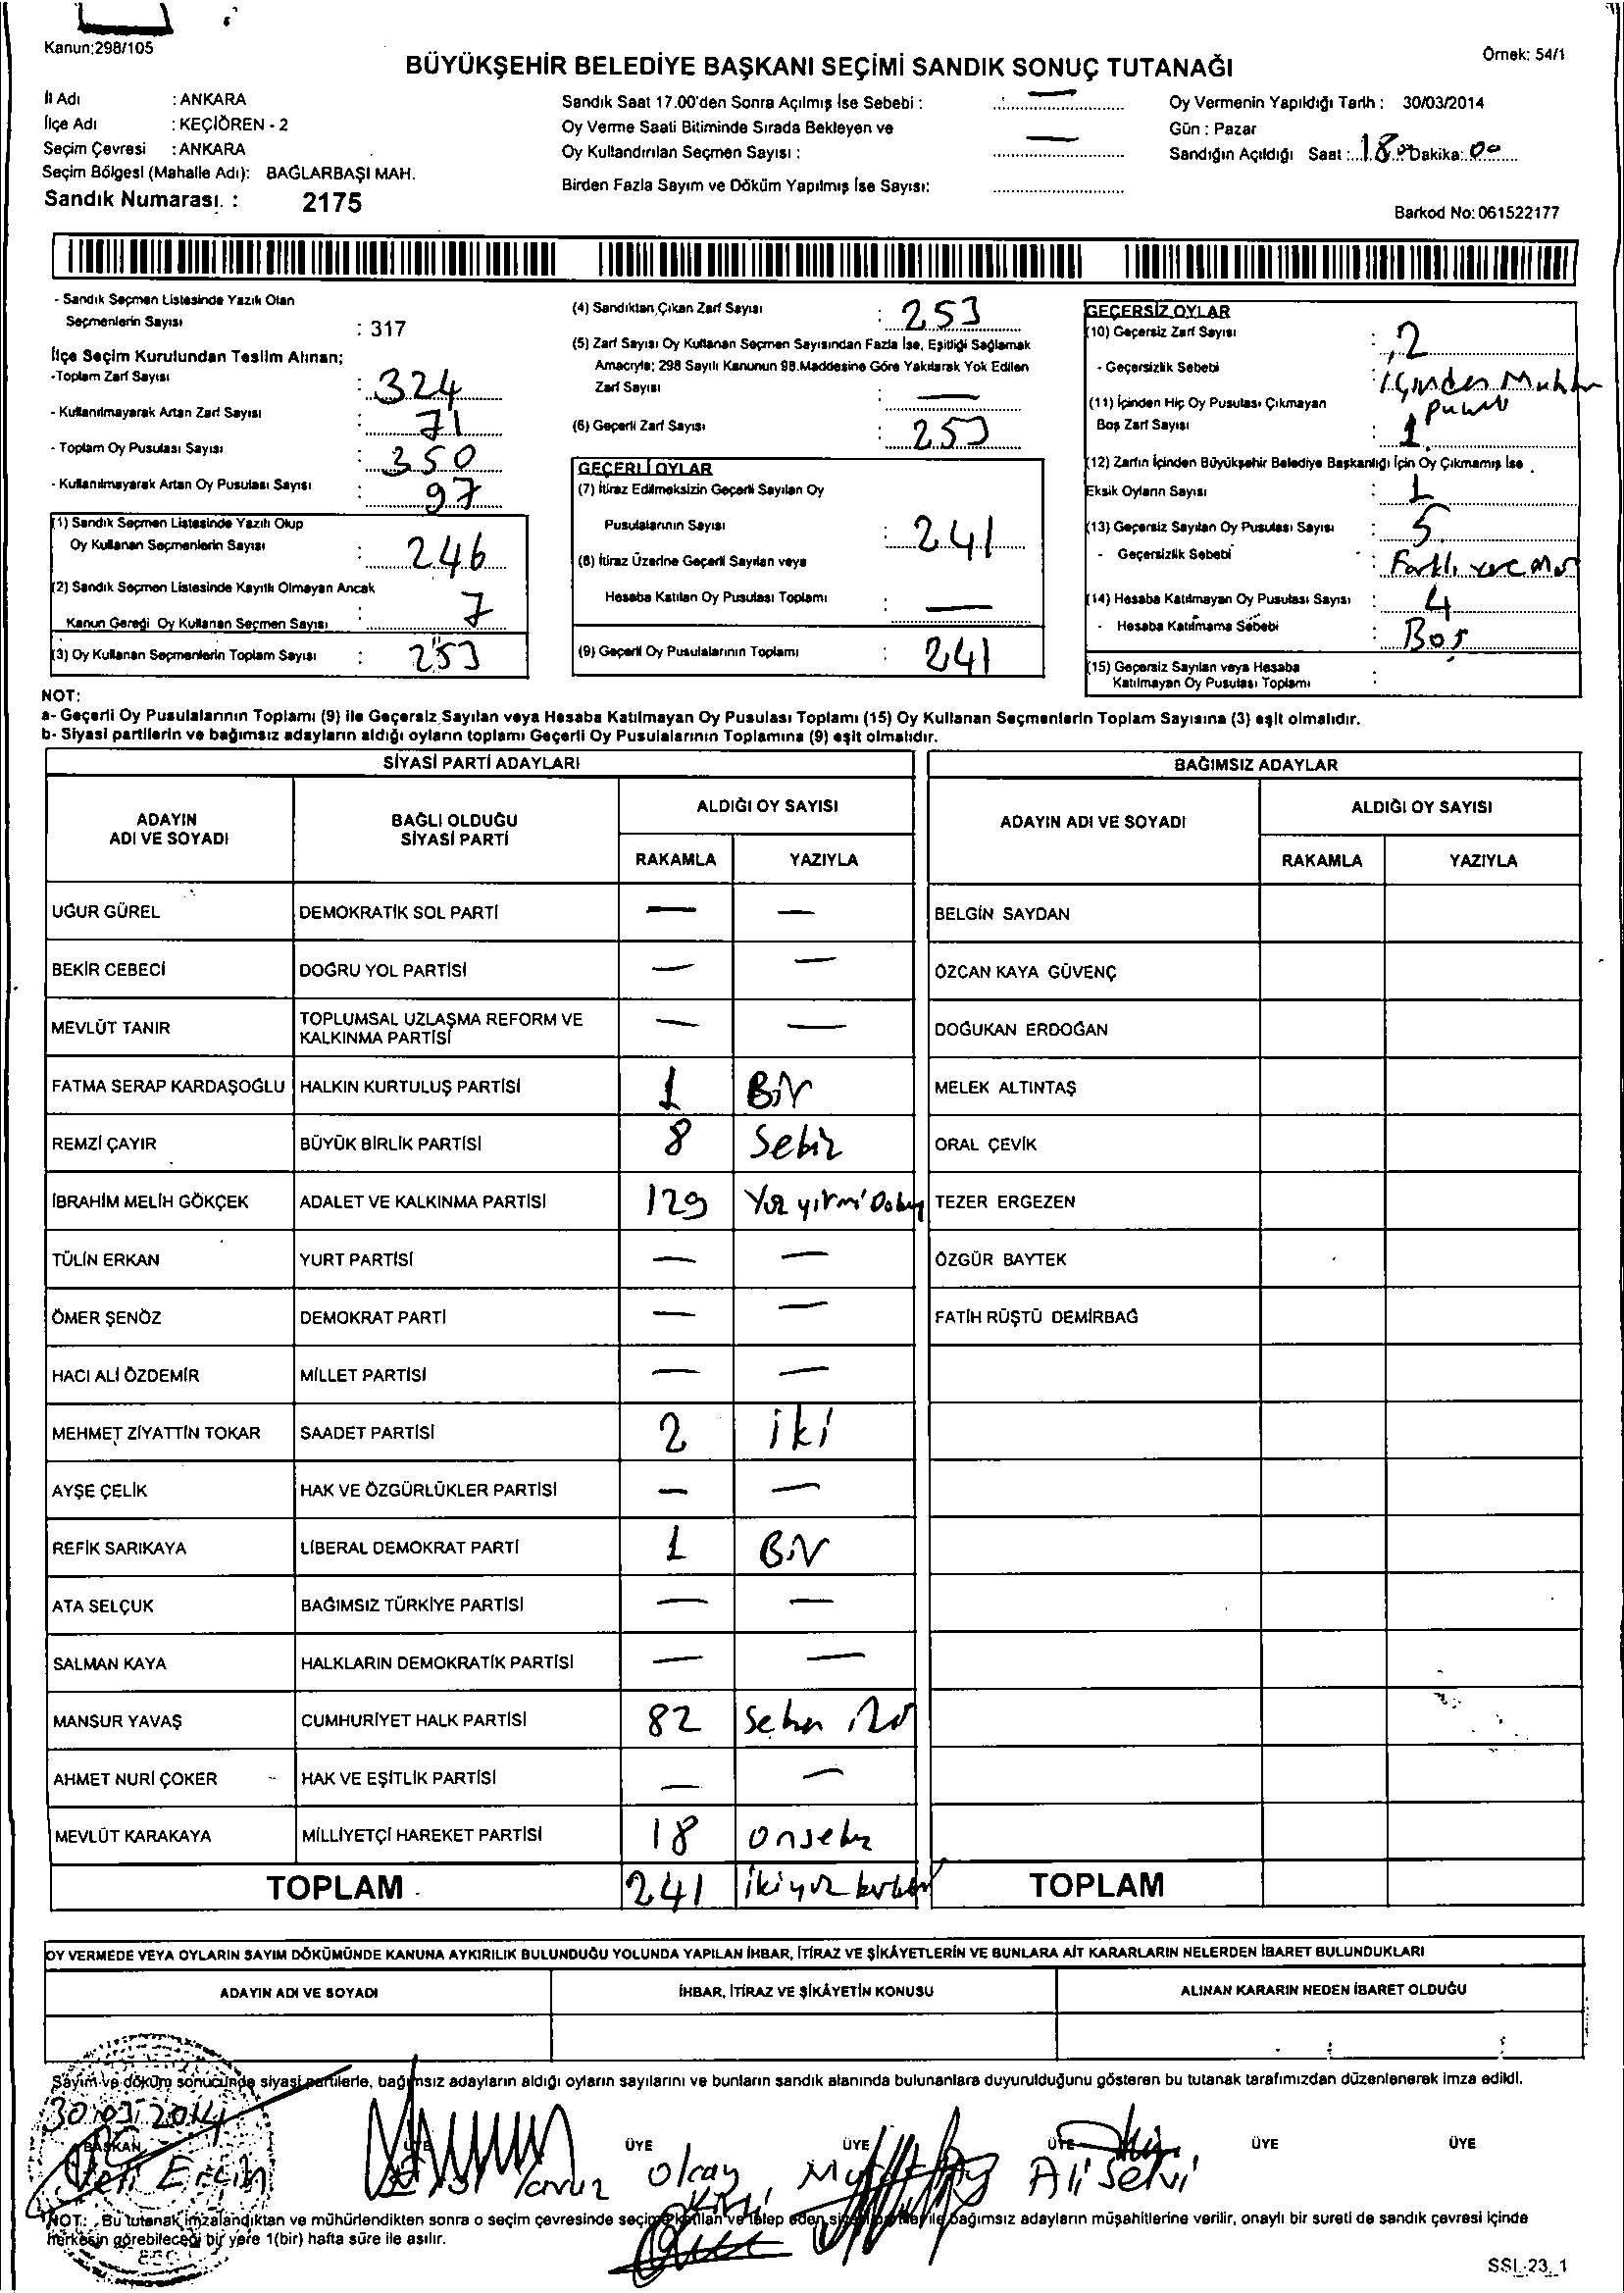 Kanun;298/105
Örnek: 54/1
BÜYÜKŞEHİR BELEDİYE BAŞKANI SEÇİMİ SANDIK SONUÇ TUTANAĞI
İl Adı : ANKARA
İlçe Adı : KEÇİÖREN - 2
Seçim Çevresi : ANKARA
Seçim Bölgesi (Mahalle Adı): BAĞLARBAŞI MAH.
Sandık Numarası. : 2175
Sandık Saat 17.00'den Sonra Açılmış İse Sebebi : —
Oy Verme Saati Bitiminde Sırada Bekleyen ve
Oy Kullandırılan Seçmen Sayısı : —
Birden Fazla Sayım ve Döküm Yapılmış İse Sayısı:
Oy Vermenin Yapıldığı Tarih : 30/03/2014
Gün : Pazar
Sandığın Açıldığı Saat : 18 Dakika: 00
Barkod No: 061522177
- Sandık Seçmen Listesinde Yazılı Olan
Seçmenlerin Sayısı : 317
İlçe Seçim Kurulundan Teslim Alınan;
-Toplam Zarf Sayısı : 324
- Kullanılmayarak Artan Zarf Sayısı : 71
- Toplam Oy Pusulası Sayısı : 350
- Kullanılmayarak Artan Oy Pusulası Sayısı : 97
(1) Sandık Seçmen Listesinde Yazılı Olup
Oy Kullanan Seçmenlerin Sayısı : 246
(2) Sandık Seçmen Listesinde Kayıtlı Olmayan Ancak
Kanun Gereği Oy Kullanan Seçmen Sayısı : 7
(3) Oy Kullanan Seçmenlerin Toplam Sayısı : 253
(4) Sandıktan Çıkan Zarf Sayısı : 253
(5) Zarf Sayısı Oy Kullanan Seçmen Sayısından Fazla İse, Eşitliği Sağlamak
Amacıyla; 298 Sayılı Kanunun 98.Maddesine Göre Yakılarak Yok Edilen
Zarf Sayısı : —
(6) Geçerli Zarf Sayısı : 253
GEÇERLİ OYLAR
(7) İtiraz Edilmeksizin Geçerli Sayılan Oy
Pusulalarının Sayısı : 241
(8) İtiraz Üzerine Geçerli Sayılan veya
Hesaba Katılan Oy Pusulası Toplamı : —
(9) Geçerli Oy Pusulalarının Toplamı : 241
GEÇERSİZ OYLAR
(10) Geçersiz Zarf Sayısı : 2
- Geçersizlik Sebebi : içinden
(11) İçinden Hiç Oy Pusulası Çıkmayan
Boş Zarf Sayısı : 1
(12) Zarfın İçinden Büyükşehir Belediye Başkanlığı İçin Oy Çıkmamış İse
Eksik Oyların Sayısı : 1
(13) Geçersiz Sayılan Oy Pusulası Sayısı : 5
- Geçersizlik Sebebi : Farklı yere
(14) Hesaba Katılmayan Oy Pusulası Sayısı : 4
- Hesaba Katılmama Sebebi : Boş
(15) Geçersiz Sayılan veya Hesaba
Katılmayan Oy Pusulası Toplamı :
NOT:
a- Geçerli Oy Pusulalarının Toplamı (9) ile Geçersiz Sayılan veya Hesaba Katılmayan Oy Pusulası Toplamı (15) Oy Kullanan Seçmenlerin Toplam Sayısına (3) eşit olmalıdır.
b- Siyasi partilerin ve bağımsız adayların aldığı oyların toplamı Geçerli Oy Pusulalarının Toplamına (9) eşit olmalıdır.
SİYASİ PARTİ ADAYLARI
ADAYIN ADI VE SOYADI BAĞLI OLDUĞU SİYASİ PARTİ ALDIĞI OY SAYISI
RAKAMLA YAZIYLA
UĞUR GÜREL DEMOKRATİK SOL PARTİ — —
BEKİR CEBECİ DOĞRU YOL PARTİSİ — —
MEVLÜT TANIR TOPLUMSAL UZLAŞMA REFORM VE KALKINMA PARTİSİ — —
FATMA SERAP KARDAŞOĞLU HALKIN KURTULUŞ PARTİSİ 1 Bir
REMZİ ÇAYIR BÜYÜK BİRLİK PARTİSİ 8 Sekiz
İBRAHİM MELİH GÖKÇEK ADALET VE KALKINMA PARTİSİ 129 Yüz yirmi Dokuz
TÜLİN ERKAN YURT PARTİSİ — —
ÖMER ŞENÖZ DEMOKRAT PARTİ — —
HACI ALİ ÖZDEMİR MİLLET PARTİSİ — —
MEHMET ZİYATTİN TOKAR SAADET PARTİSİ 2 iki
AYŞE ÇELİK HAK VE ÖZGÜRLÜKLER PARTİSİ — —
REFİK SARIKAYA LİBERAL DEMOKRAT PARTİ 1 Bir
ATA SELÇUK BAĞIMSIZ TÜRKİYE PARTİSİ — —
SALMAN KAYA HALKLARIN DEMOKRATİK PARTİSİ — —
MANSUR YAVAŞ CUMHURİYET HALK PARTİSİ 82 Seksen iki
AHMET NURİ ÇOKER HAK VE EŞİTLİK PARTİSİ — —
MEVLÜT KARAKAYA MİLLİYETÇİ HAREKET PARTİSİ 18 onsekiz
TOPLAM 241 ikiyüz kırkbir
BAĞIMSIZ ADAYLAR
ADAYIN ADI VE SOYADI ALDIĞI OY SAYISI
RAKAMLA YAZIYLA
BELGİN SAYDAN
ÖZCAN KAYA GÜVENÇ
DOĞUKAN ERDOĞAN
MELEK ALTINTAŞ
ORAL ÇEVİK
TEZER ERGEZEN
ÖZGÜR BAYTEK
FATİH RÜŞTÜ DEMİRBAĞ
TOPLAM
OY VERMEDE VEYA OYLARIN SAYIM DÖKÜMÜNDE KANUNA AYKIRILIK BULUNDUĞU YOLUNDA YAPILAN İHBAR, İTİRAZ VE ŞİKÂYETLERİN VE BUNLARA AİT KARARLARIN NELERDEN İBARET BULUNDUKLARI
ADAYIN ADI VE SOYADI İHBAR, İTİRAZ VE ŞİKÂYETİN KONUSU ALINAN KARARIN NEDEN İBARET OLDUĞU
Sayım ve döküm sonucunda siyasi partilerle, bağımsız adayların aldığı oyların sayılarını ve bunların sandık alanında bulunanlara duyurulduğunu gösteren bu tutanak tarafımızdan düzenlenerek imza edildi.
30.03.2014
BAŞKAN ÜYE ÜYE ÜYE ÜYE ÜYE ÜYE
Veli Yavuz Olcay Ali Selvi
NOT: Bu tutanak imzalandıktan ve mühürlendikten sonra o seçim çevresinde seçime katılan ve talep eden siyasi partiler ile bağımsız adayların müşahitlerine verilir, onaylı bir sureti de sandık çevresi içinde
herkesin görebileceği bir yere 1(bir) hafta süre ile asılır.
SSI_23_1